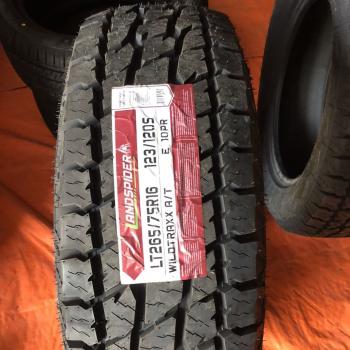 LANDSPIDER
LT265/75R16 123/120S
WILDTRAXX A/T E, 10PR